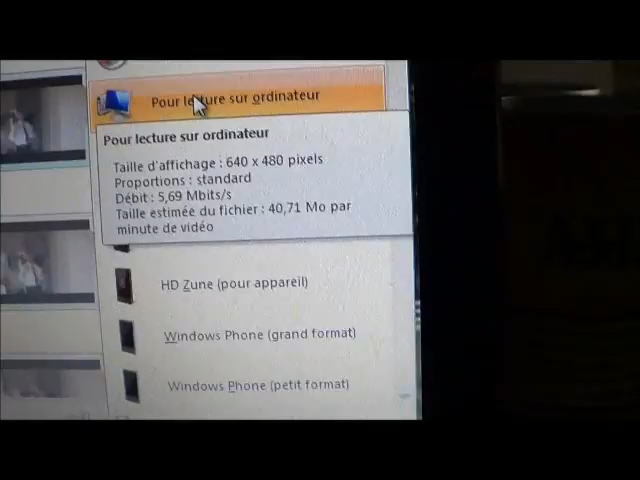 Pour lecture sur ordinateur
Pour lecture sur ordinateur
Taille d'affichage : 640 x 480 pixels
Proportions : standard
Débit : 5,69 Mbits/s
Taille estimée du fichier : 40,71 Mo par
minute de vidéo
HD Zune (pour appareil)
Windows Phone (grand format)
Windows Phone (petit format)